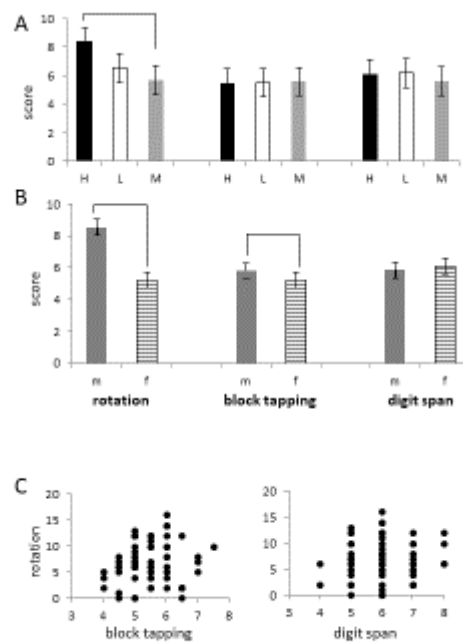 A
10
8
6
4
2
0
score
H L M H L M H L M
B
10
8
6
4
2
0
score
m f m f m f
rotation block tapping digit span
C
20
15
10
5
0
rotation
3 4 5 6 7 8
block tapping
20
15
10
5
0
3 4 5 6 7 8
digit span